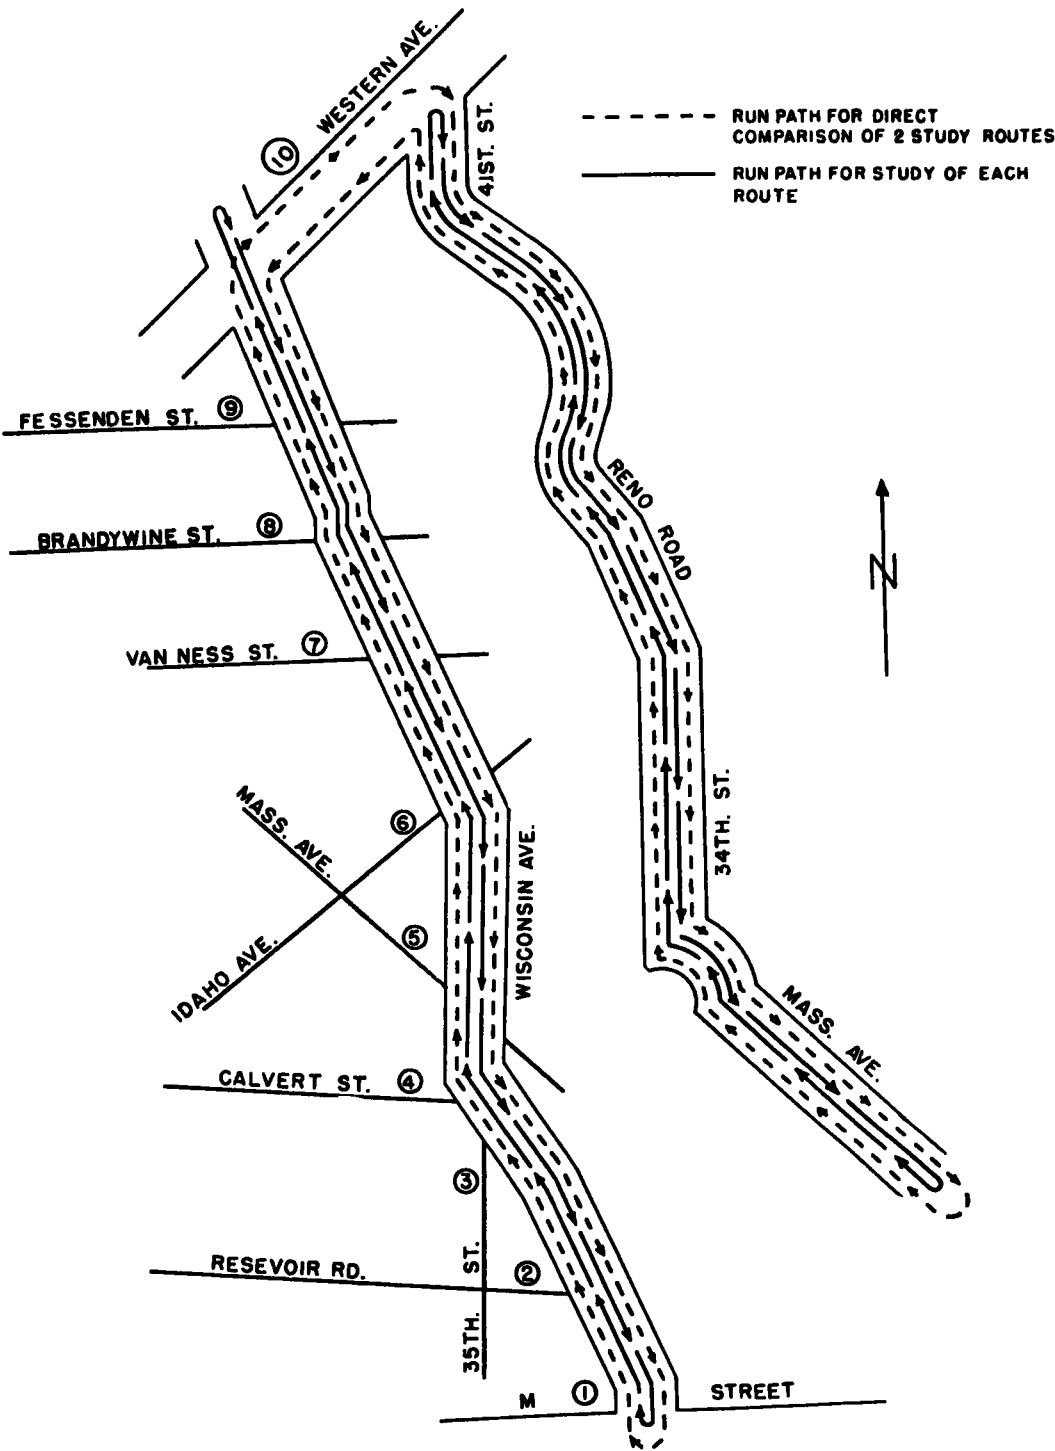 WESTERN AVE.
10
41ST. ST.
RUN PATH FOR DIRECT
COMPARISON OF 2 STUDY ROUTES
RUN PATH FOR STUDY OF EACH
ROUTE
FESSENDEN ST. 9
RENO ROAD
BRANDYWINE ST. 8
N
VAN NESS ST. 7
MASS. AVE.
6
34TH. ST.
WISCONSIN AVE.
5
IDAHO AVE.
MASS. AVE.
CALVERT ST. 4
3
RESEVOIR RD. 2
35TH. ST.
M 1 STREET